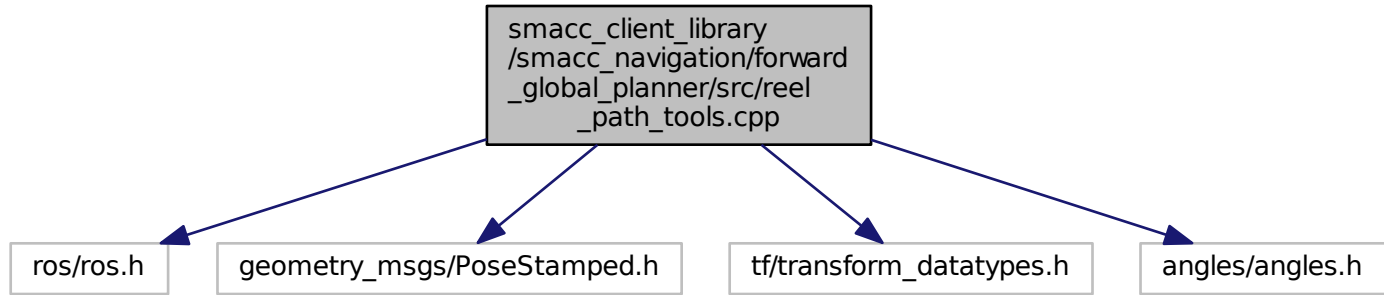 smacc_client_library
/smacc_navigation/forward
_global_planner/src/reel
_path_tools.cpp
ros/ros.h
geometry_msgs/PoseStamped.h
tf/transform_datatypes.h
angles/angles.h